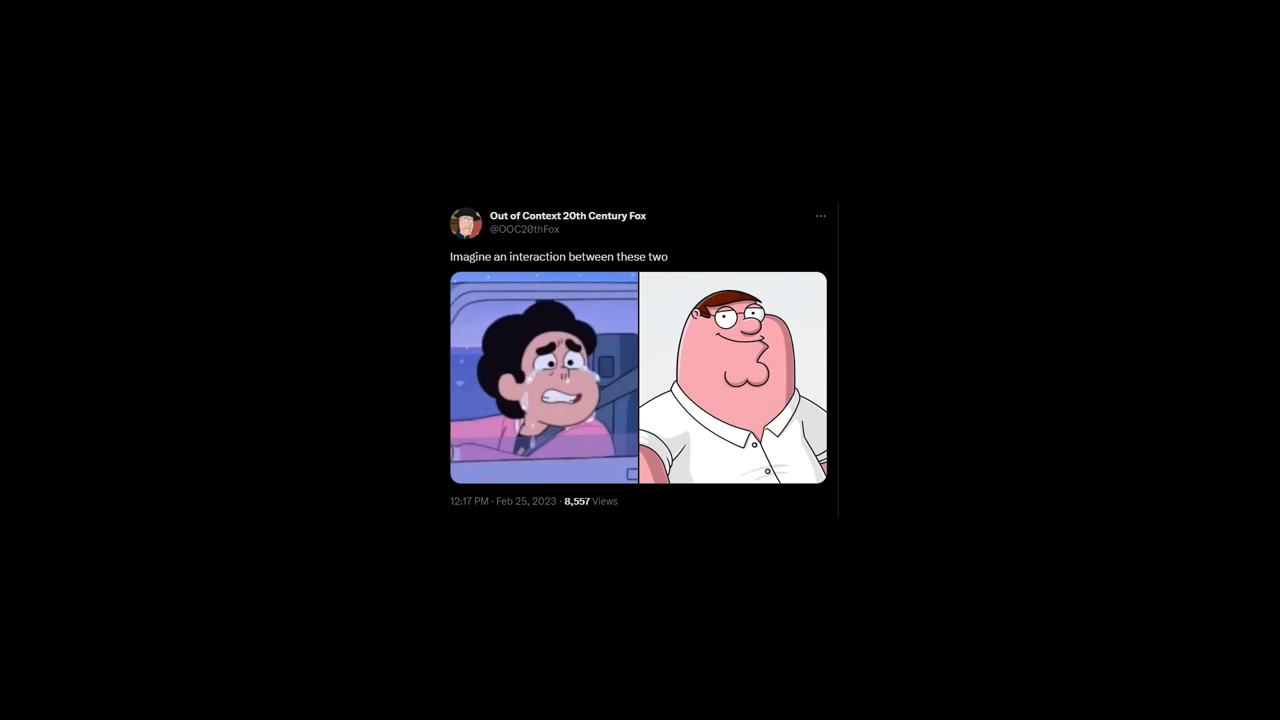 Out of Context 20th Century Fox
@OOC20thFox
Imagine an interaction between these two
12:17 PM · Feb 25, 2023 · 8,557 Views